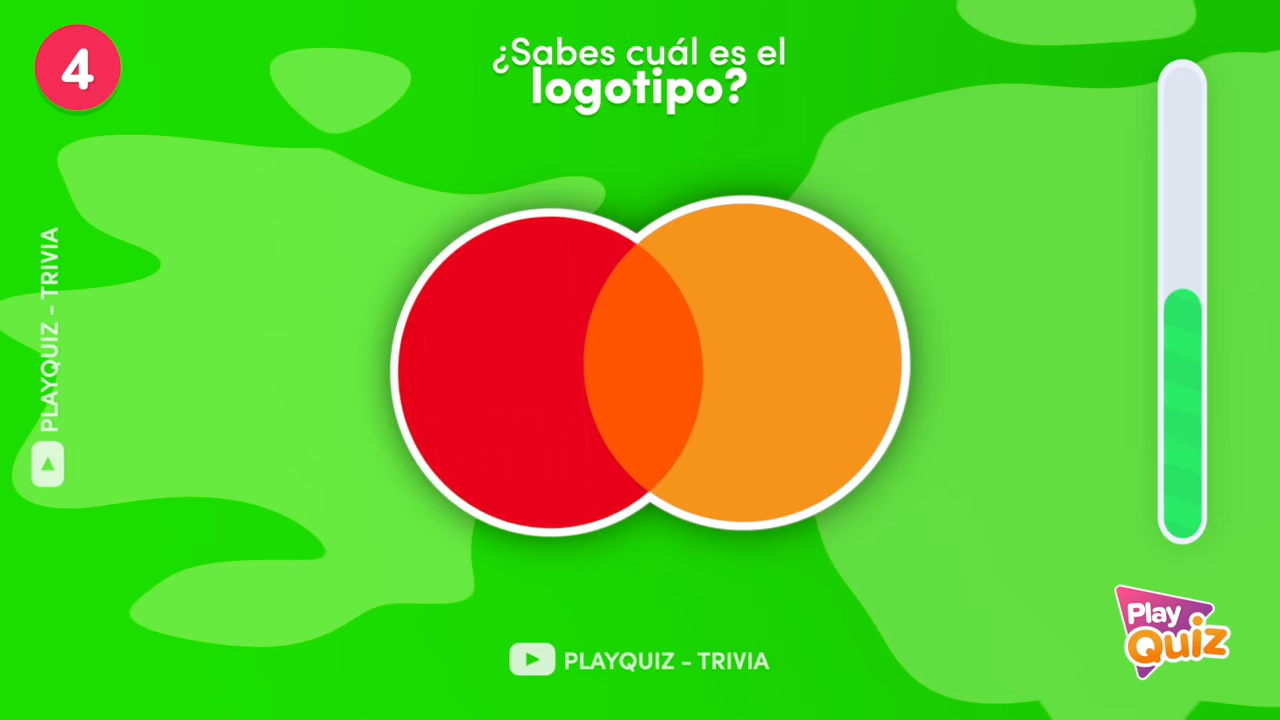 4
¿Sabes cuál es el
logotipo?
PLAYQUIZ - TRIVIA
PLAYQUIZ - TRIVIA
Play
Quiz